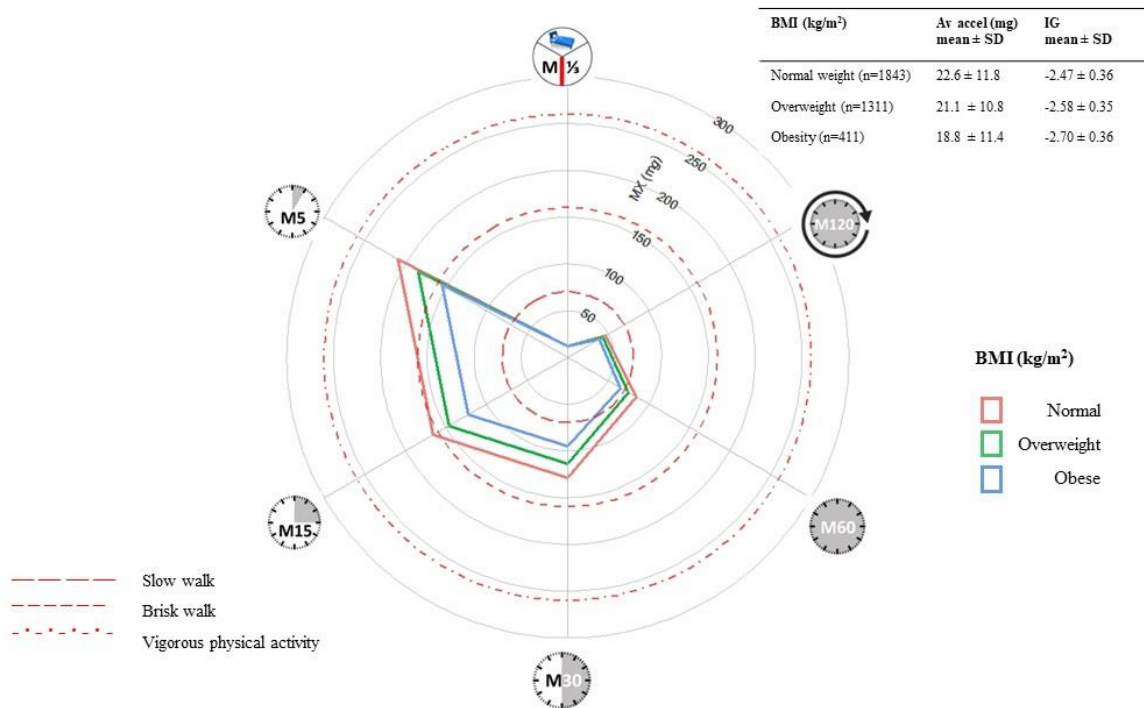 BMI (kg/m²) Av accel (mg) IG
mean ± SD mean ± SD
Normal weight (n=1843) 22.6 ± 11.8 -2.47 ± 0.36
Overweight (n=1311) 21.1 ± 10.8 -2.58 ± 0.35
Obesity (n=411) 18.8 ± 11.4 -2.70 ± 0.36
M ⅓
300
250
MX (mg)
200
150
100
50
M5
M120
BMI (kg/m²)
Normal
Overweight
Obese
M15
M60
Slow walk
Brisk walk
Vigorous physical activity
M30